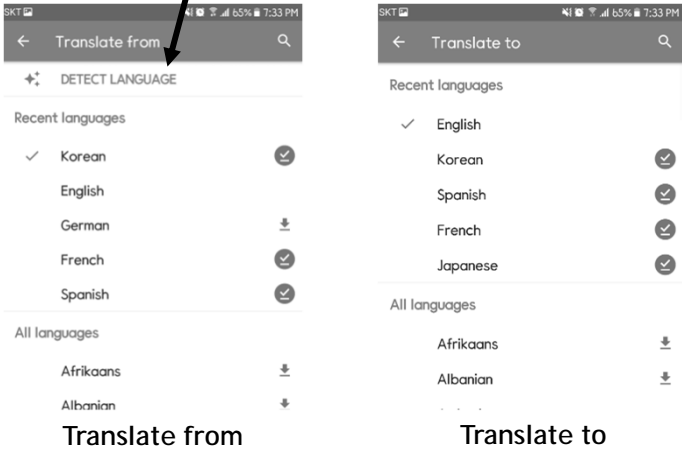 SKT 65% 7:33 PM
Translate from
DETECT LANGUAGE
Recent languages
Korean
English
German
French
Spanish
All languages
Afrikaans
Albanian
Translate from
SKT 65% 7:33 PM
Translate to
Recent languages
English
Korean
Spanish
French
Japanese
All languages
Afrikaans
Albanian
Translate to